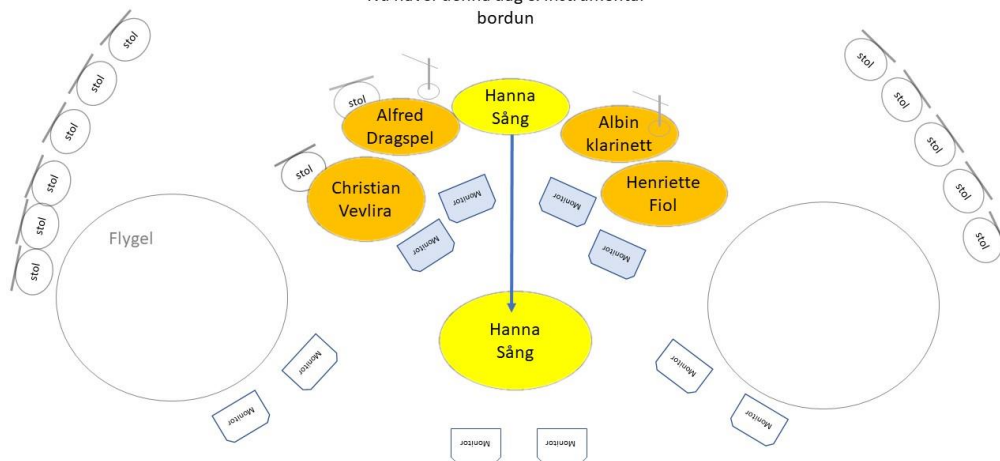 bordun
stol
stol
stol
stol
stol
stol
stol
stol
Hanna
Sång
Alfred
Dragspel
Albin
klarinett
Christian
Vevlira
Henriette
Fiol
Monitor
Monitor
Monitor
Monitor
stol
stol
stol
stol
stol
Flygel
Hanna
Sång
Monitor
Monitor
Monitor
Monitor
Monitor
Monitor